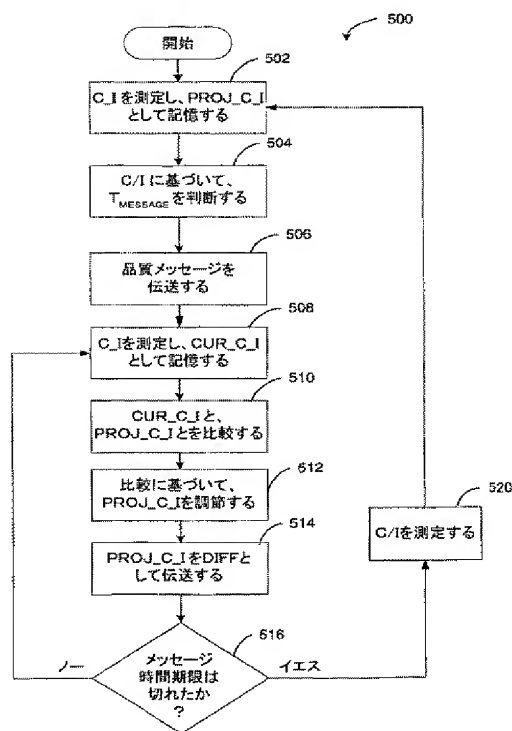 500
開始
502
C_Iを測定し、PROJ_C_I
として記憶する
504
C/Iに基づいて、
TMESSAGEを判断する
506
品質メッセージを
伝送する
508
C_Iを測定し、CUR_C_I
として記憶する
510
CUR_C_Iと、
PROJ_C_Iとを比較する
512
比較に基づいて、
PROJ_C_Iを調節する
514
PROJ_C_IをDIFFと
して伝送する
516
メッセージ
時間期限は
切れたか
?
ノー
イエス
520
C/Iを測定する